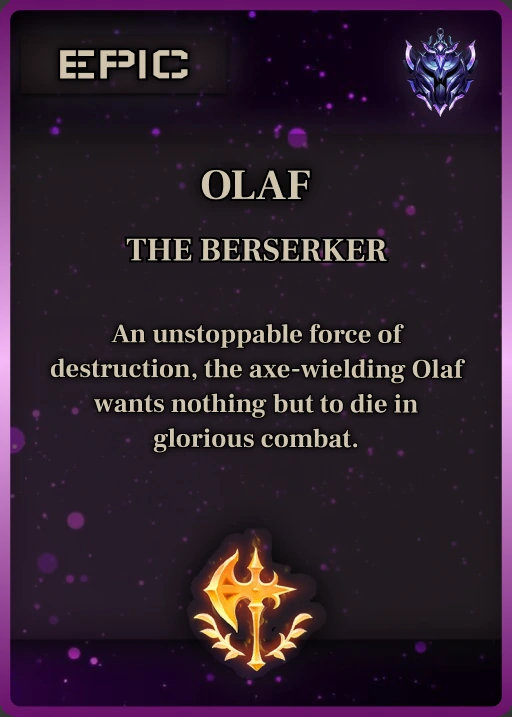 EPIC
OLAF
THE BERSERKER
An unstoppable force of
destruction, the axe-wielding Olaf
wants nothing but to die in
glorious combat.